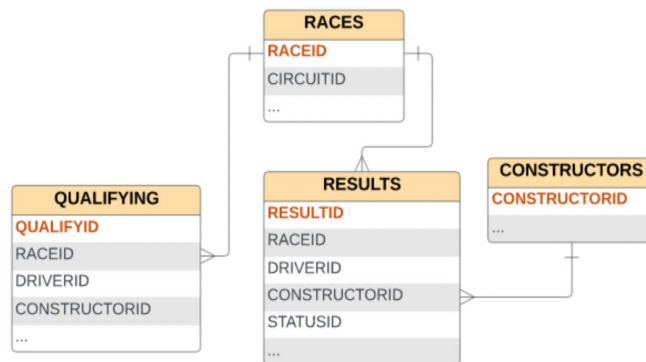 RACES
RACEID
CIRCUITID
...
QUALIFYING
QUALIFYID
RACEID
DRIVERID
CONSTRUCTORID
...
RESULTS
RESULTID
RACEID
DRIVERID
CONSTRUCTORID
STATUSID
...
CONSTRUCTORS
CONSTRUCTORID
...